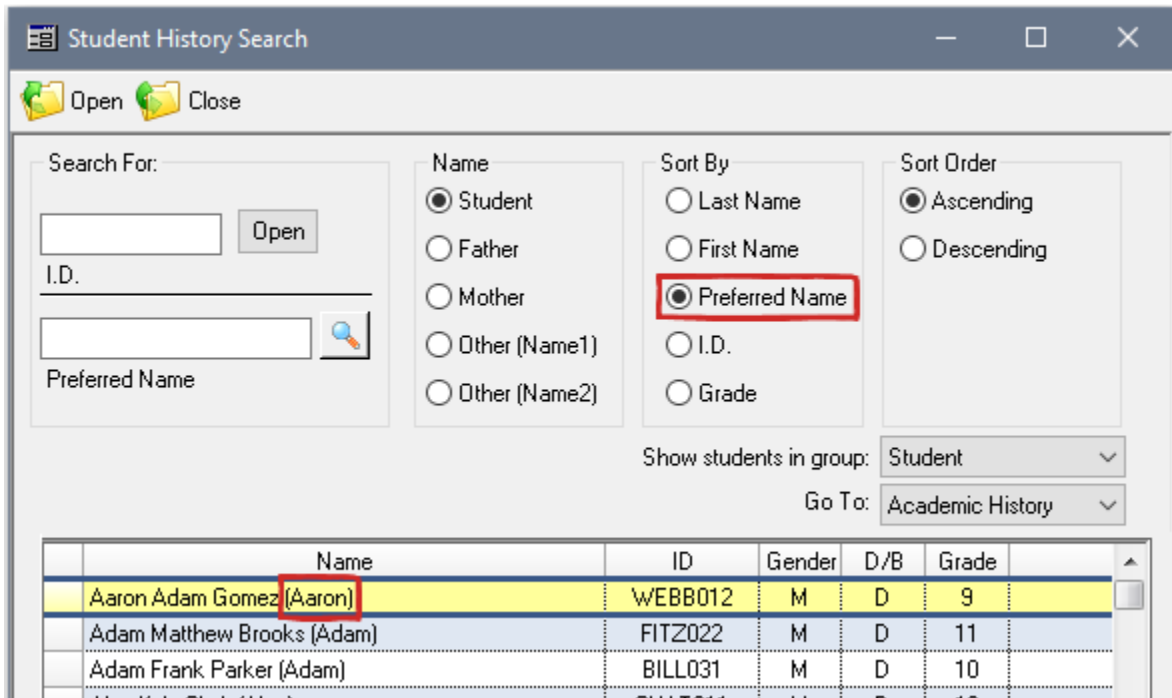 Student History Search
Open Close
Search For:
Open
I.D.
Preferred Name
Name
Student
Father
Mother
Other (Name1)
Other (Name2)
Sort By
Last Name
First Name
Preferred Name
I.D.
Grade
Sort Order
Ascending
Descending
Show students in group: Student
Go To: Academic History
Name ID Gender D/B Grade
Aaron Adam Gomez (Aaron) WEBB012 M D 9
Adam Matthew Brooks (Adam) FITZ022 M D 11
Adam Frank Parker (Adam) BILL031 M D 10